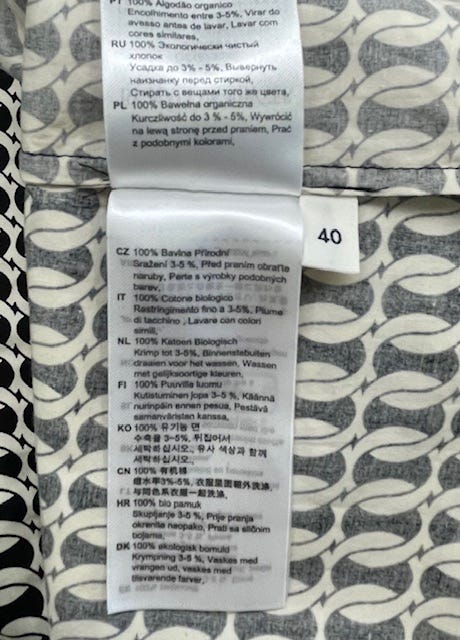 PT 100% Algodão organico
Encolhimento entre 3-5%, Virar do
avesso antes de lavar, Lavar com
cores similares,
RU 100% Экологически чистый
хлопок
Усадка до 3% - 5%, Вывернуть
наизнанку перед стиркой,
Стирать с вещами того же цвета,
PL 100% Bawełna organiczna
Kurczliwość do 3 % - 5%, Wywrócić
na lewą stronę przed praniem, Prać
z podobnymi kolorami,
40
CZ 100% Bavlna Přírodní
Sražení 3-5 %, Před praním obraťte
naruby, Perte s výrobky podobných
barev,
IT 100% Cotone biologico
Restringimento fino a 3-5%, Piume
di tacchino, Lavare con colori
simili,
NL 100% Katoen Biologisch
Krimp tot 3-5%, Binnenstebuiten
draaien voor het wassen, Wassen
met gelijksoortige kleuren,
FI 100% Puuvilla luomu
Kutistuminen jopa 3-5 %, Käännä
nurinpäin ennen pesua, Pestävä
samanväristen kanssa,
KO 100% 유기농 면
수축율 3~5%, 뒤집어서
세탁하십시오., 유사 색상과 함께
세탁하십시오.,
CN 100% 有机棉
缩水率3%-5%, 衣服里面翻外洗涤,
与同色系衣服一起洗涤,
HR 100% bio pamuk
Skupljanje 3-5 %, Prije pranja
okrenite naopako, Prati sa sličnim
bojama,
DK 100% økologisk bomuld
Krympning 3-5 %, Vaskes med
vrangen ud, vaskes med
tilsvarende farver,